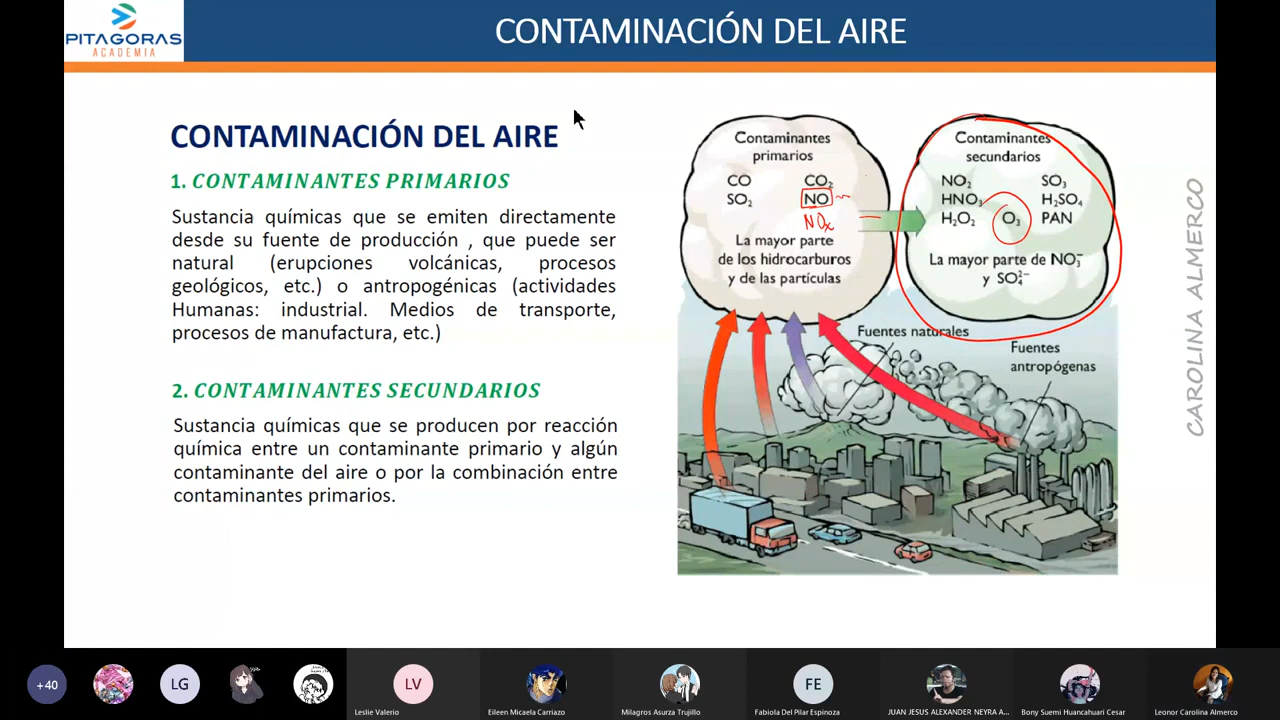 PITAGORAS
ACADEMIA
CONTAMINACIÓN DEL AIRE
CONTAMINACIÓN DEL AIRE
1. CONTAMINANTES PRIMARIOS
Sustancia químicas que se emiten directamente
desde su fuente de producción , que puede ser
natural (erupciones volcánicas, procesos
geológicos, etc.) o antropogénicas (actividades
Humanas: industrial. Medios de transporte,
procesos de manufactura, etc.)
2. CONTAMINANTES SECUNDARIOS
Sustancia químicas que se producen por reacción
química entre un contaminante primario y algún
contaminante del aire o por la combinación entre
contaminantes primarios.
Contaminantes
primarios
CO CO₂
SO₂ NO
NOx
La mayor parte
de los hidrocarburos
y de las partículas
Contaminantes
secundarios
NO₂ SO₃
HNO₃ H₂SO₄
H₂O₂ O₃ PAN
La mayor parte de NO₃⁻
y SO₄²⁻
Fuentes naturales
Fuentes
antropógenas
CAROLINA ALMERCO
+40
LG
LV
Leslie Valerio
Eileen Micaela Carriazo
Milagros Asurza Trujillo
FE
Fabiola Del Pilar Espinoza
JUAN JESUS ALEXANDER NEYRA A...
Bony Suemi Huancahuari Cesar
Leonor Carolina Almerco